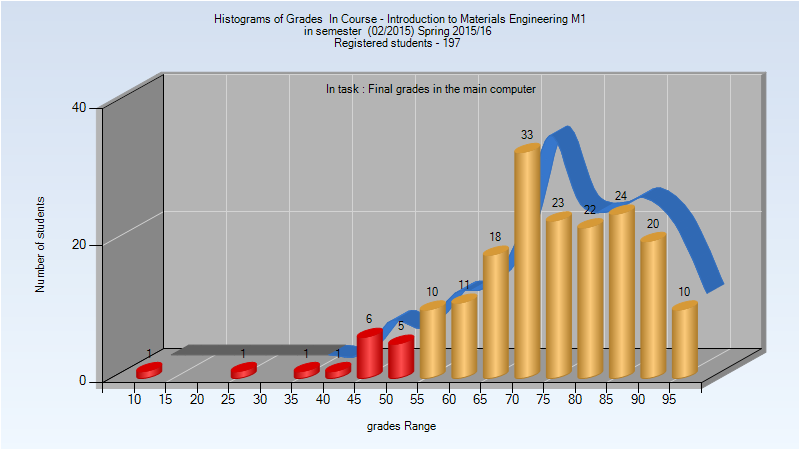 Histograms of Grades  In Course - Introduction to Materials Engineering M1
in semester  (02/2015) Spring 2015/16
Registered students - 197
In task : Final grades in the main computer
40
20
0
Number of students
1
1
1
1
6
5
10
11
18
33
23
22
24
20
10
10 15 20 25 30 35 40 45 50 55 60 65 70 75 80 85 90 95
grades Range